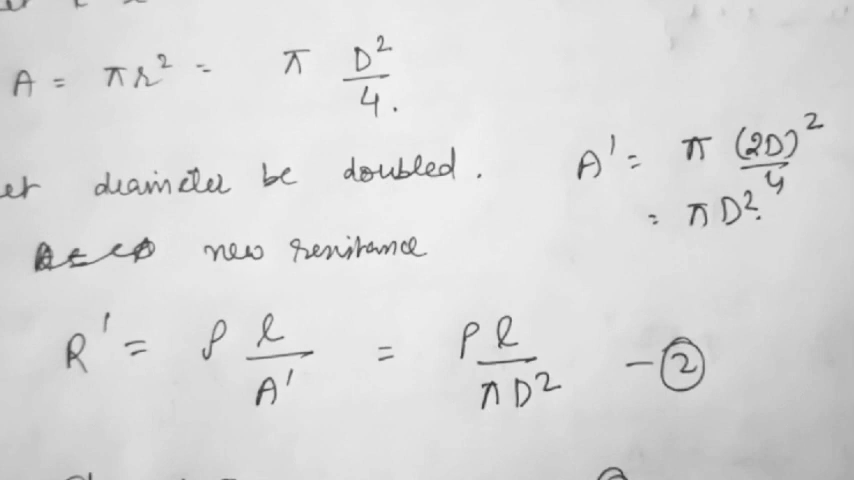 A = πr² = π D²/4.
et diameter be doubled. A' = π (2D)²/4
= πD².
new resistance
R' = ρ l/A' = ρl/πD² - ②